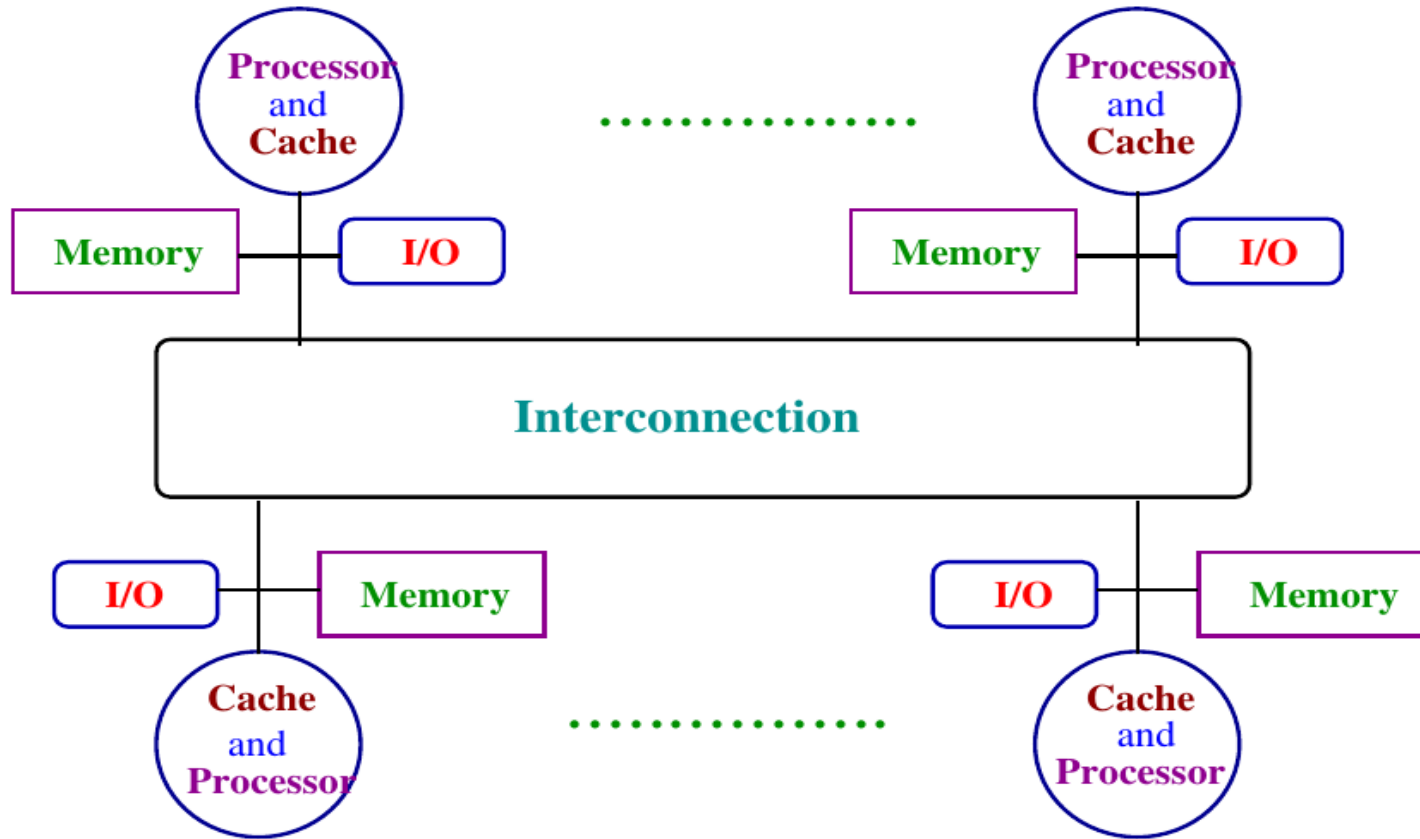 Processor
and
Cache
Processor
and
Cache
Memory
I/O
Memory
I/O
Interconnection
I/O
Memory
I/O
Memory
Cache
and
Processor
Cache
and
Processor